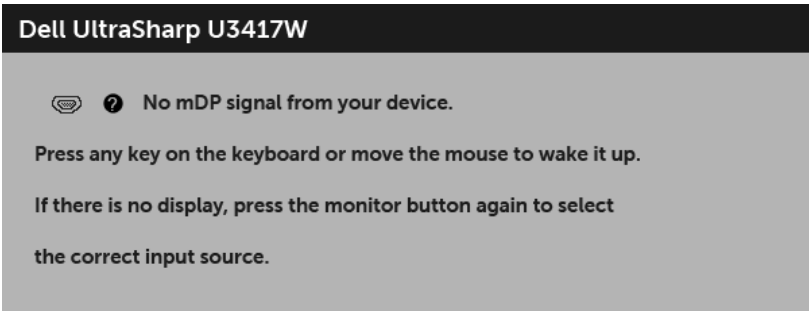 Dell UltraSharp U3417W
No mDP signal from your device.
Press any key on the keyboard or move the mouse to wake it up.
If there is no display, press the monitor button again to select
the correct input source.